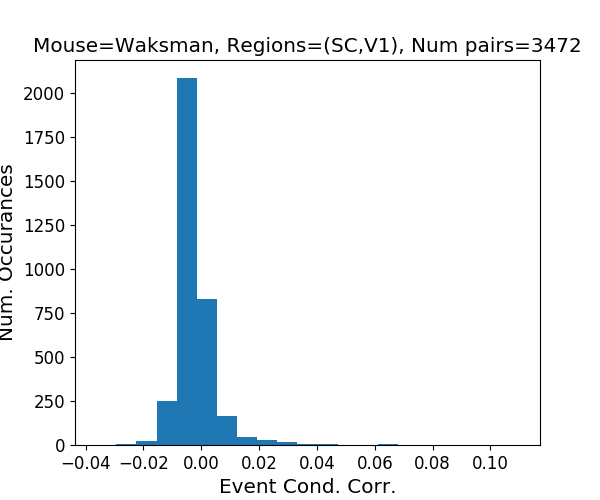 Mouse=Waksman, Regions=(SC,V1), Num pairs=3472
Num. Occurances
2000
1750
1500
1250
1000
750
500
250
0
−0.04 −0.02 0.00 0.02 0.04 0.06 0.08 0.10
Event Cond. Corr.